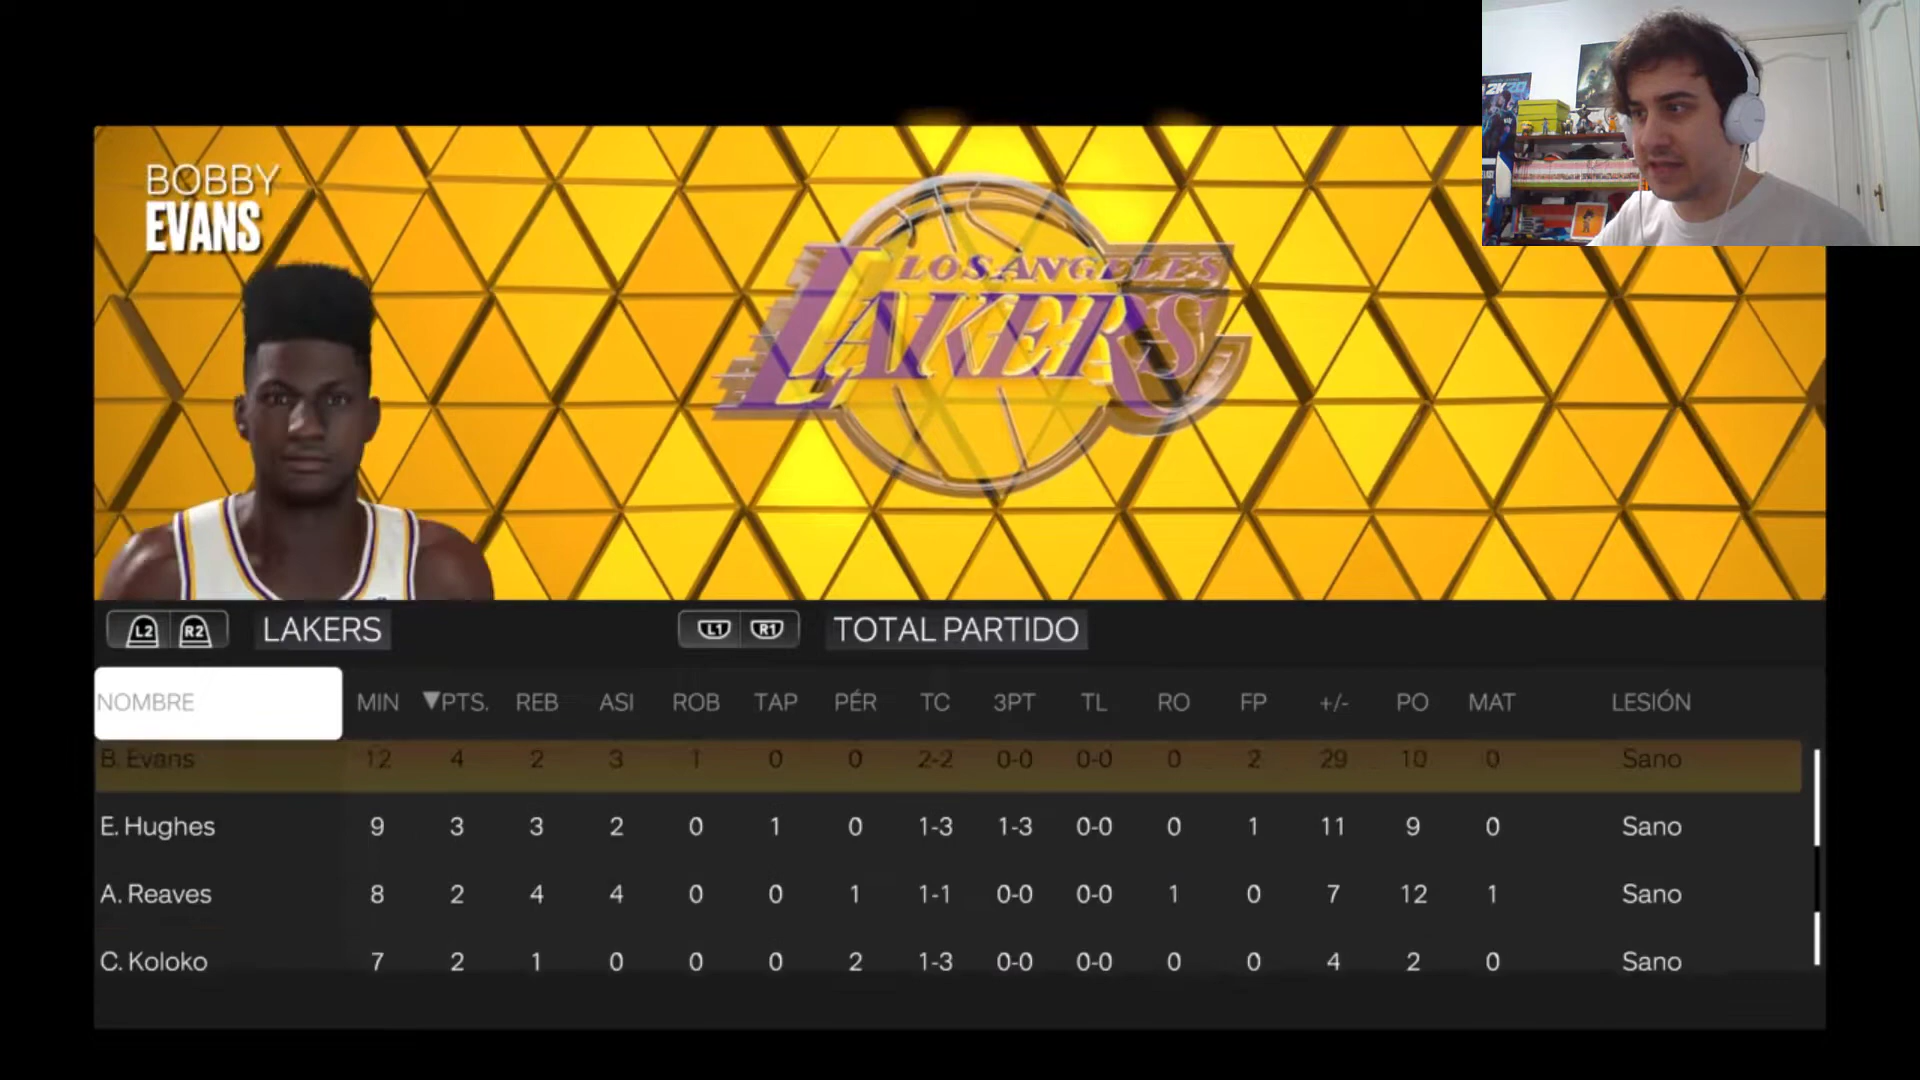 2K20
BOBBY
EVANS
LOS ANGELES
LAKERS
L2 R2 LAKERS L1 R1 TOTAL PARTIDO
NOMBRE MIN ▼PTS. REB ASI ROB TAP PÉR TC 3PT TL RO FP +/- PO MAT LESIÓN
B. Evans 12 4 2 3 1 0 0 2-2 0-0 0-0 0 2 29 10 0 Sano
E. Hughes 9 3 3 2 0 1 0 1-3 1-3 0-0 0 1 11 9 0 Sano
A. Reaves 8 2 4 4 0 0 1 1-1 0-0 0-0 1 0 7 12 1 Sano
C. Koloko 7 2 1 0 0 0 2 1-3 0-0 0-0 0 0 4 2 0 Sano